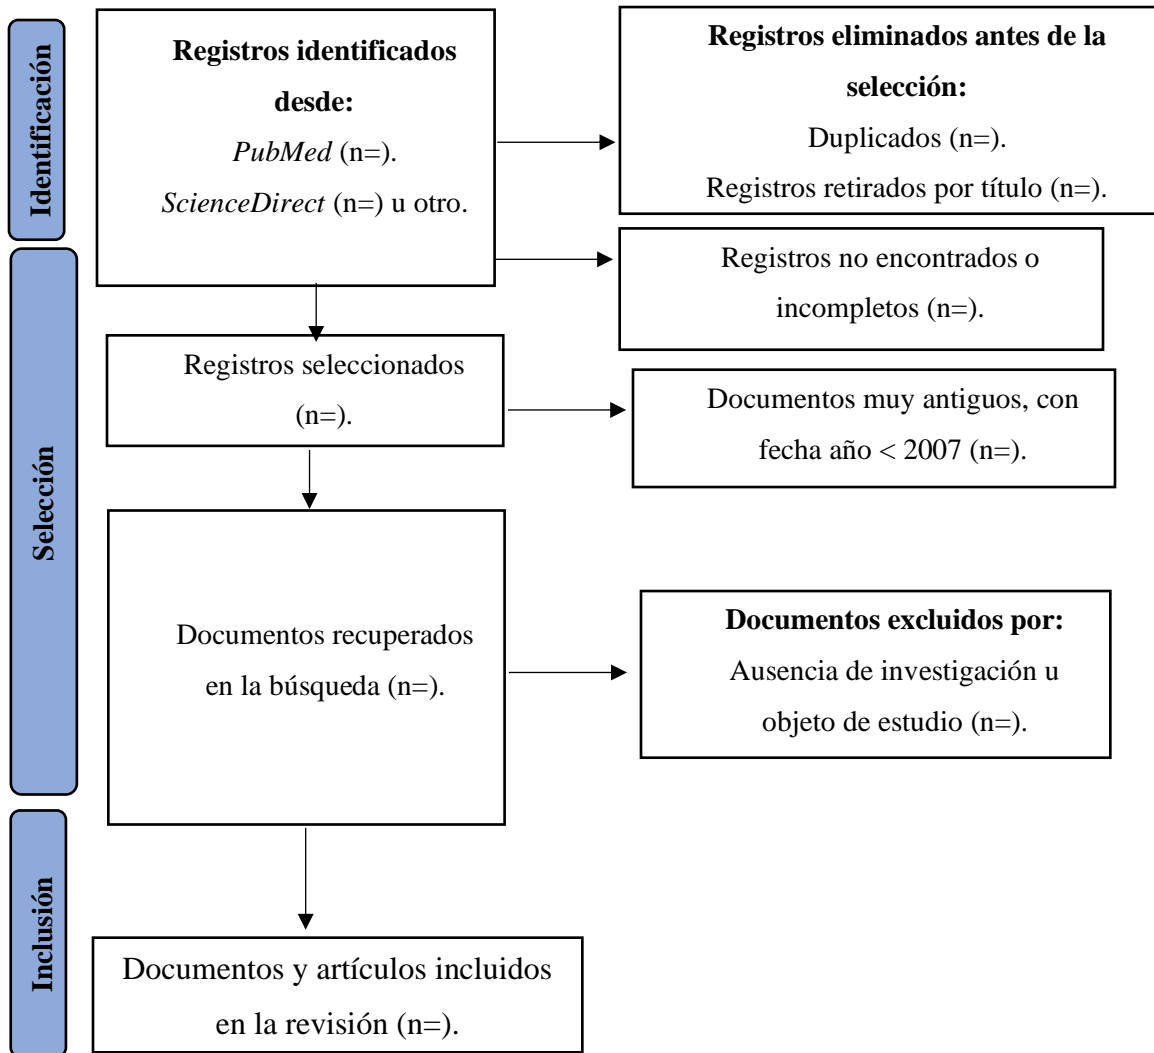 Identificación
Registros identificados
desde:
PubMed (n=).
ScienceDirect (n=) u otro.
Registros eliminados antes de la
selección:
Duplicados (n=).
Registros retirados por título (n=).
Selección
Registros no encontrados o
incompletos (n=).
Registros seleccionados
(n=).
Documentos muy antiguos, con
fecha año < 2007 (n=).
Documentos recuperados
en la búsqueda (n=).
Documentos excluidos por:
Ausencia de investigación u
objeto de estudio (n=).
Inclusión
Documentos y artículos incluidos
en la revisión (n=).